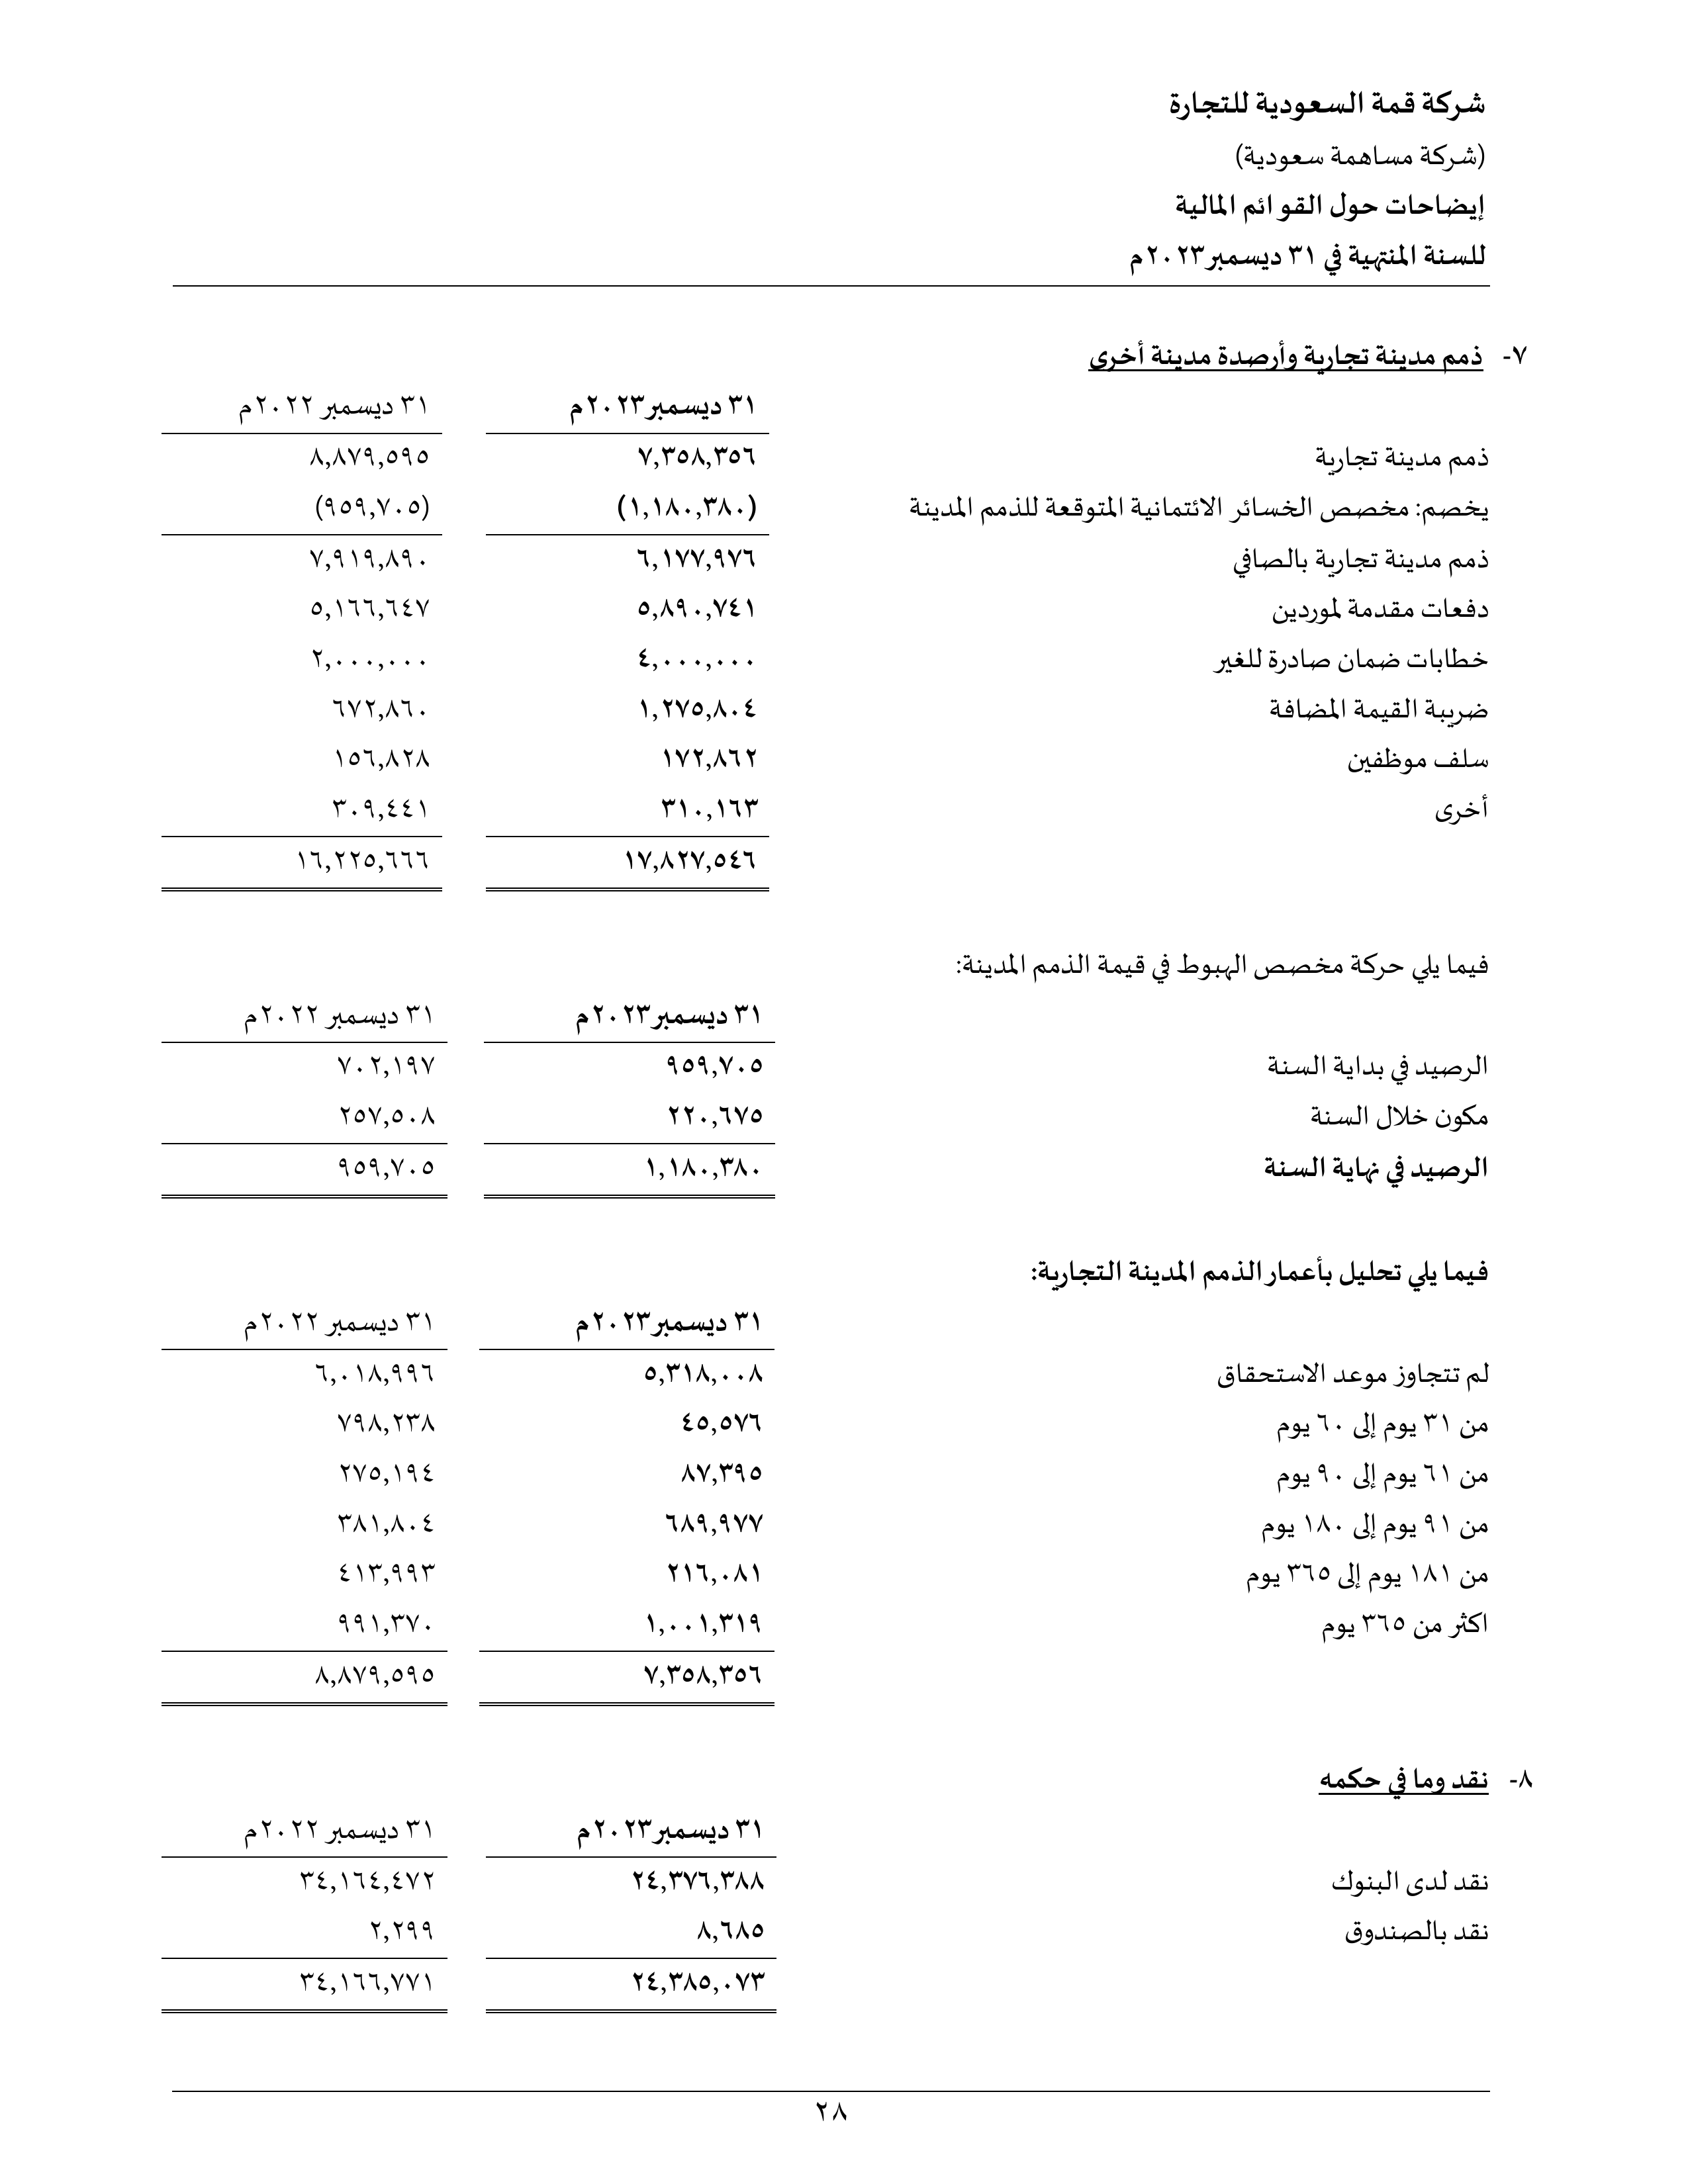 شركة قمة السعودية للتجارة
(شركة مساهمة سعودية)
إيضاحات حول القوائم المالية
للسنة المنتهية في ٣١ ديسمبر ٢٠٢٣م
٧- ذمم مدينة تجارية وأرصدة مدينة أخرى
٣١ ديسمبر ٢٠٢٣م ٣١ ديسمبر ٢٠٢٢م
ذمم مدينة تجارية ٧,٣٥٨,٣٥٦ ٨,٨٧٩,٥٩٥
يخصم: مخصص الخسائر الائتمانية المتوقعة للذمم المدينة (١,١٨٠,٣٨٠) (٩٥٩,٧٠٥)
ذمم مدينة تجارية بالصافي ٦,١٧٧,٩٧٦ ٧,٩١٩,٨٩٠
دفعات مقدمة لموردين ٥,٨٩٠,٧٤١ ٥,١٦٦,٦٤٧
خطابات ضمان صادرة للغير ٤,٠٠٠,٠٠٠ ٢,٠٠٠,٠٠٠
ضريبة القيمة المضافة ١,٢٧٥,٨٠٤ ٦٧٢,٨٦٠
سلف موظفين ١٧٢,٨٦٢ ١٥٦,٨٢٨
أخرى ٣١٠,١٦٣ ٣٠٩,٤٤١
١٧,٨٢٧,٥٤٦ ١٦,٢٢٥,٦٦٦
فيما يلي حركة مخصص الهبوط في قيمة الذمم المدينة:
٣١ ديسمبر ٢٠٢٣م ٣١ ديسمبر ٢٠٢٢م
الرصيد في بداية السنة ٩٥٩,٧٠٥ ٧٠٢,١٩٧
مكون خلال السنة ٢٢٠,٦٧٥ ٢٥٧,٥٠٨
الرصيد في نهاية السنة ١,١٨٠,٣٨٠ ٩٥٩,٧٠٥
فيما يلي تحليل بأعمار الذمم المدينة التجارية:
٣١ ديسمبر ٢٠٢٣م ٣١ ديسمبر ٢٠٢٢م
لم تتجاوز موعد الاستحقاق ٥,٣١٨,٠٠٨ ٦,٠١٨,٩٩٦
من ٣١ يوم إلى ٦٠ يوم ٤٥,٥٧٦ ٧٩٨,٢٣٨
من ٦١ يوم إلى ٩٠ يوم ٨٧,٣٩٥ ٢٧٥,١٩٤
من ٩١ يوم إلى ١٨٠ يوم ٦٨٩,٩٧٧ ٣٨١,٨٠٤
من ١٨١ يوم إلى ٣٦٥ يوم ٢١٦,٠٨١ ٤١٣,٩٩٣
اكثر من ٣٦٥ يوم ١,٠٠١,٣١٩ ٩٩١,٣٧٠
٧,٣٥٨,٣٥٦ ٨,٨٧٩,٥٩٥
٨- نقد وما في حكمه
٣١ ديسمبر ٢٠٢٣م ٣١ ديسمبر ٢٠٢٢م
نقد لدى البنوك ٢٤,٣٧٦,٣٨٨ ٣٤,١٦٤,٤٧٢
نقد بالصندوق ٨,٦٨٥ ٢,٢٩٩
٢٤,٣٨٥,٠٧٣ ٣٤,١٦٦,٧٧١
٢٨